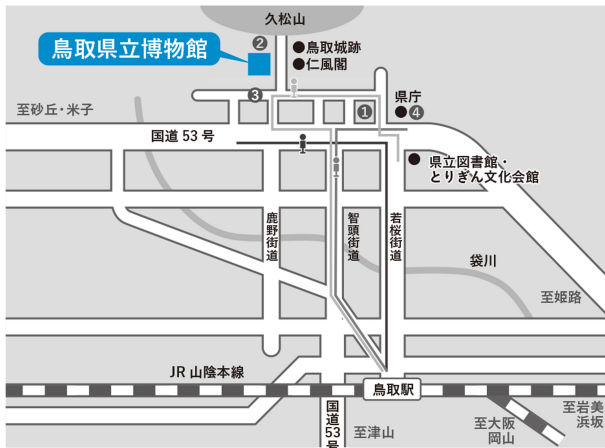 久松山
鳥取県立博物館
❷
●鳥取城跡
●仁風閣
❸
❶
県庁
●❹
至砂丘・米子
国道 53 号
●県立図書館・
とりぎん文化会館
鹿野街道
智頭街道
若桜街道
袋川
至姫路
JR 山陰本線
鳥取駅
国道53号
至津山
至大阪
岡山
至岩美
浜坂